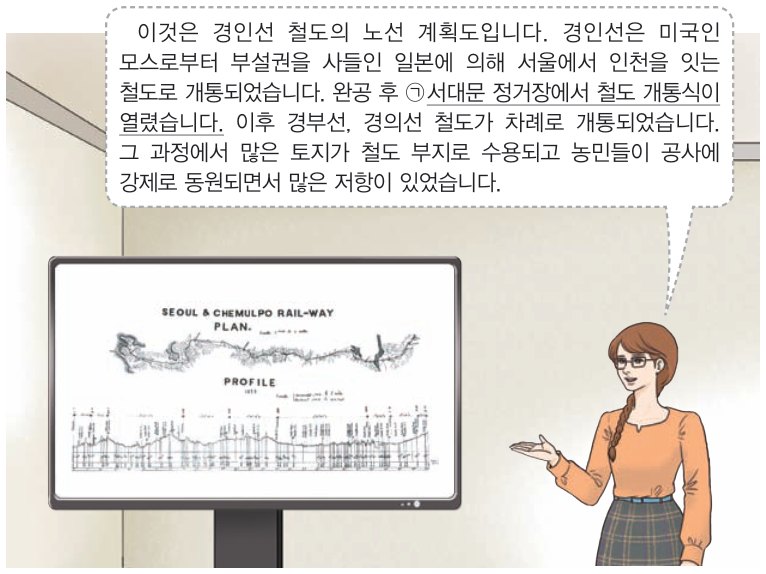 이것은 경인선 철도의 노선 계획도입니다. 경인선은 미국인
모스로부터 부설권을 사들인 일본에 의해 서울에서 인천을 잇는
철도로 개통되었습니다. 완공 후 ㉠서대문 정거장에서 철도 개통식이
열렸습니다. 이후 경부선, 경의선 철도가 차례로 개통되었습니다.
그 과정에서 많은 토지가 철도 부지로 수용되고 농민들이 공사에
강제로 동원되면서 많은 저항이 있었습니다.
SEOUL & CHEMULPO RAIL-WAY
PLAN.
PROFILE